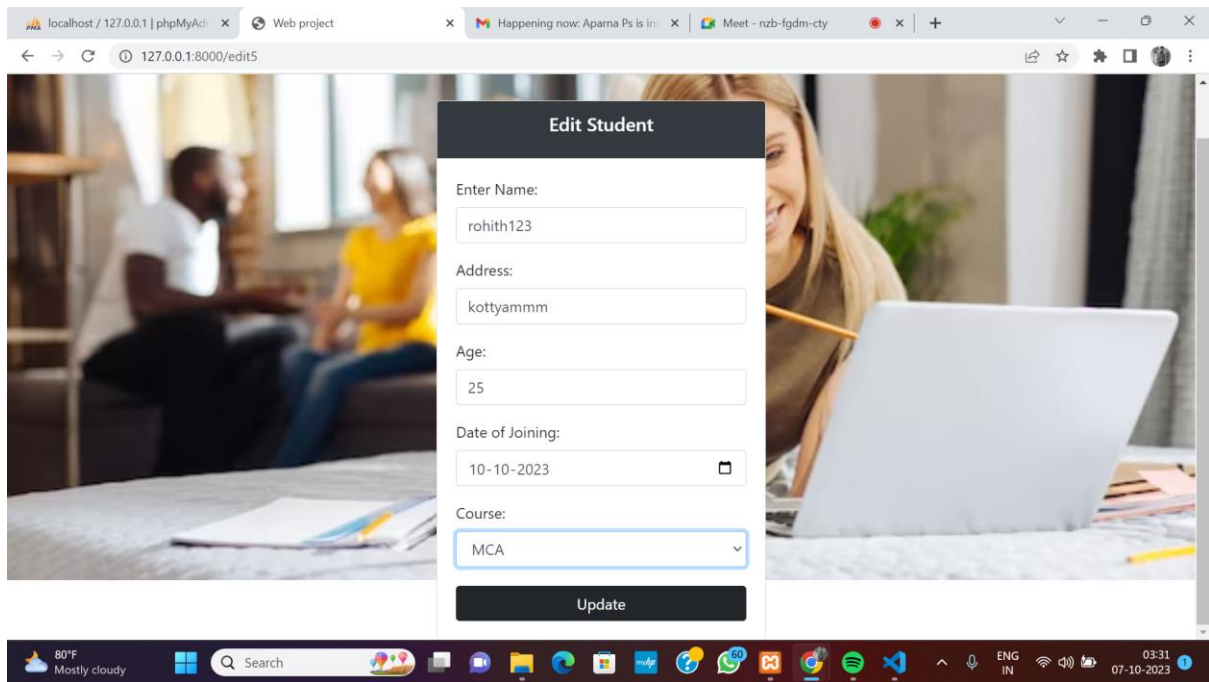 localhost / 127.0.0.1 | phpMyAd
Web project
Happening now: Aparna Ps is in
Meet - nzb-fgdm-cty
127.0.0.1:8000/edit5
Edit Student
Enter Name:
rohith123
Address:
kottyammm
Age:
25
Date of Joining:
10-10-2023
Course:
MCA
Update
80°F
Mostly cloudy
Search
60
ENG
IN
03:31
07-10-2023
1